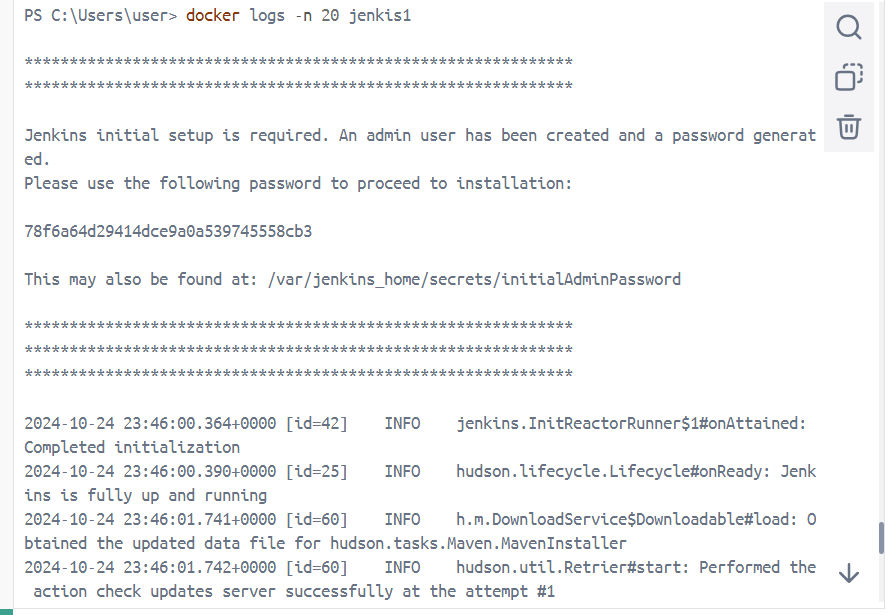 PS C:\Users\user> docker logs -n 20 jenkis1
*************************************************************
*************************************************************
Jenkins initial setup is required. An admin user has been created and a password generat
ed.
Please use the following password to proceed to installation:
78f6a64d29414dce9a0a539745558cb3
This may also be found at: /var/jenkins_home/secrets/initialAdminPassword
*************************************************************
*************************************************************
*************************************************************
2024-10-24 23:46:00.364+0000 [id=42]    INFO    jenkins.InitReactorRunner$1#onAttained:
Completed initialization
2024-10-24 23:46:00.390+0000 [id=25]    INFO    hudson.lifecycle.Lifecycle#onReady: Jenk
ins is fully up and running
2024-10-24 23:46:01.741+0000 [id=60]    INFO    h.m.DownloadService$Downloadable#load: O
btained the updated data file for hudson.tasks.Maven.MavenInstaller
2024-10-24 23:46:01.742+0000 [id=60]    INFO    hudson.util.Retrier#start: Performed the
 action check updates server successfully at the attempt #1